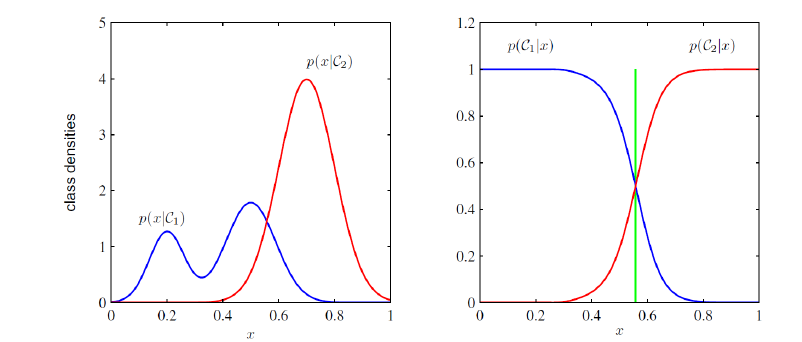 class densities
5
4
3
2
1
0
p(x|C₁)
p(x|C₂)
0 0.2 0.4 0.6 0.8 1
x
1.2
1
0.8
0.6
0.4
0.2
0
p(C₁|x)
p(C₂|x)
0 0.2 0.4 0.6 0.8 1
x